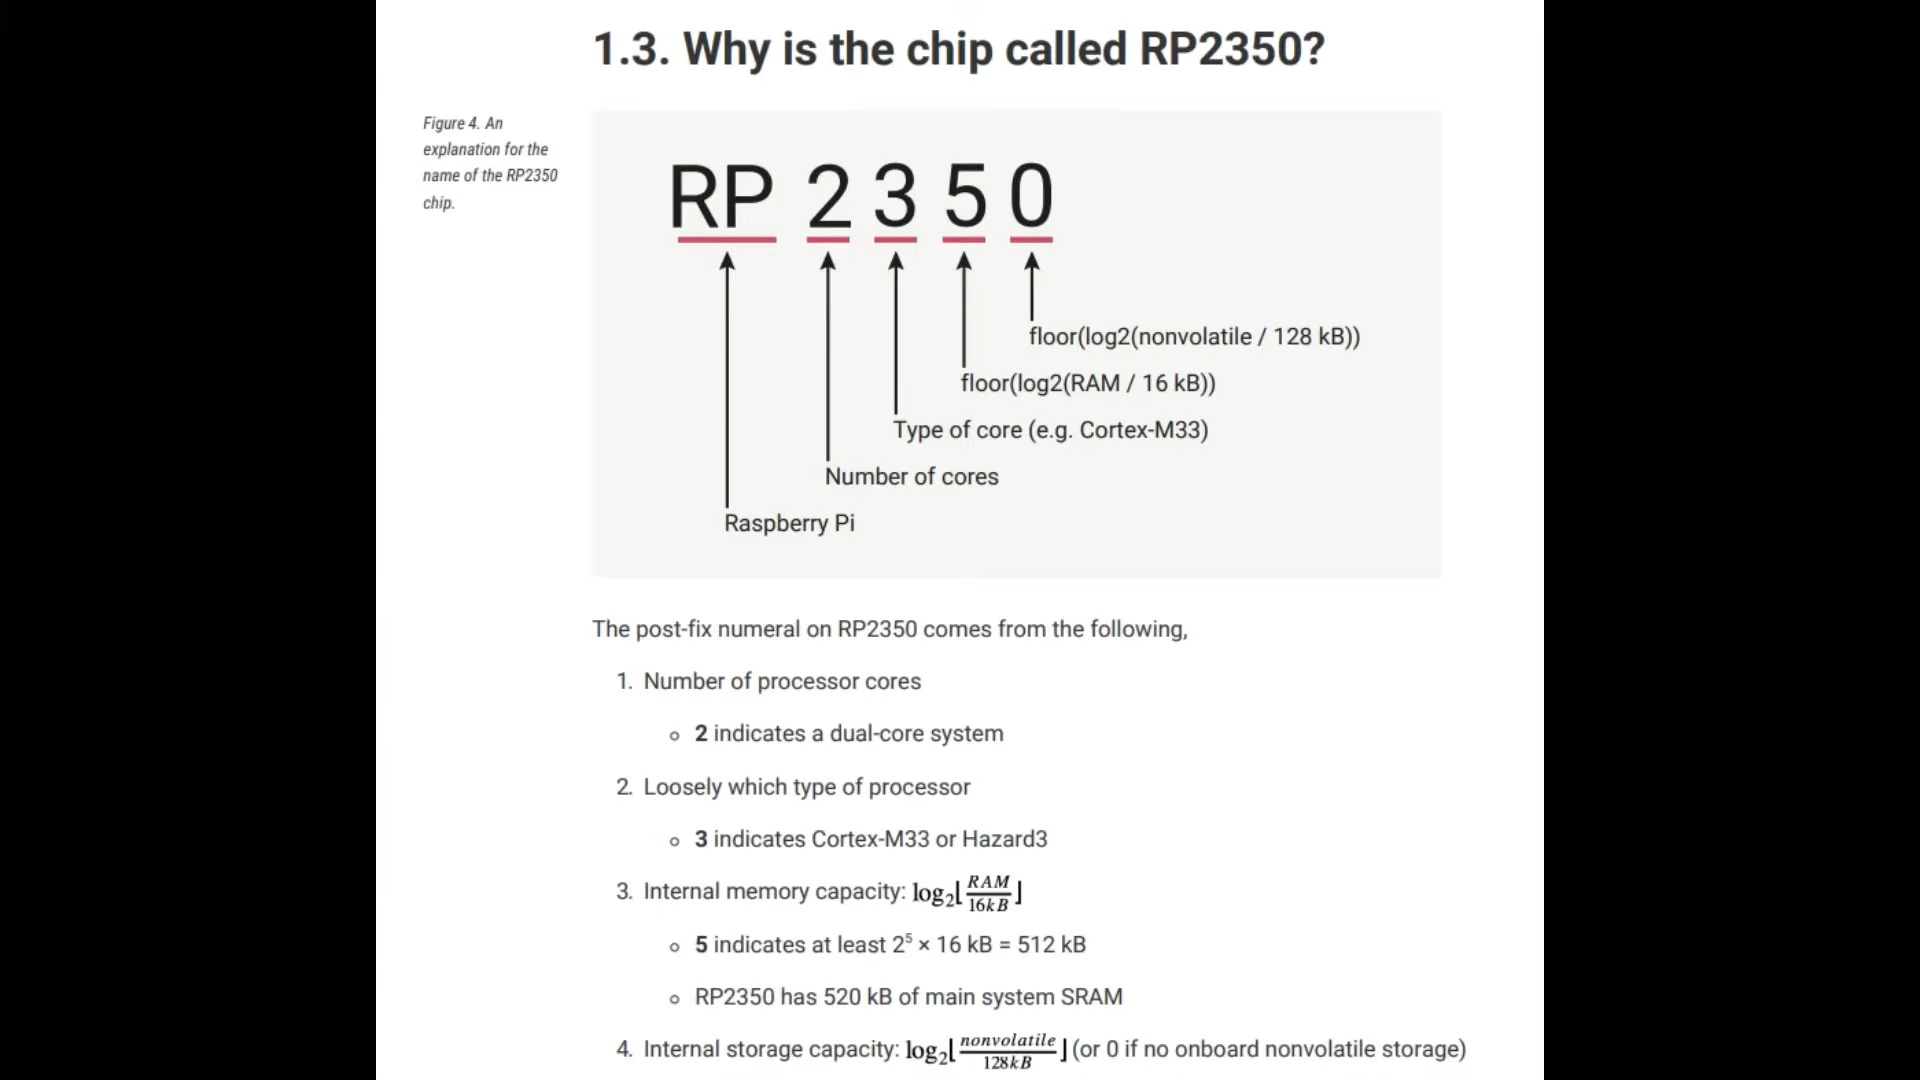 1.3. Why is the chip called RP2350?
Figure 4. An
explanation for the
name of the RP2350
chip.
RP 2 3 5 0
floor(log2(nonvolatile / 128 kB))
floor(log2(RAM / 16 kB))
Type of core (e.g. Cortex-M33)
Number of cores
Raspberry Pi
The post-fix numeral on RP2350 comes from the following,
1. Number of processor cores
○ 2 indicates a dual-core system
2. Loosely which type of processor
○ 3 indicates Cortex-M33 or Hazard3
3. Internal memory capacity: log₂⌊RAM/16kB⌋
○ 5 indicates at least 2⁵ × 16 kB = 512 kB
○ RP2350 has 520 kB of main system SRAM
4. Internal storage capacity: log₂⌊nonvolatile/128kB⌋ (or 0 if no onboard nonvolatile storage)